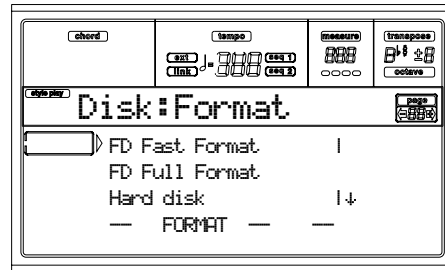 chord tempo measure transposes
ext seq 1
link seq 2
octave
style play
Disk:Format
page
FD Fast Format
FD Full Format
Hard disk
FORMAT